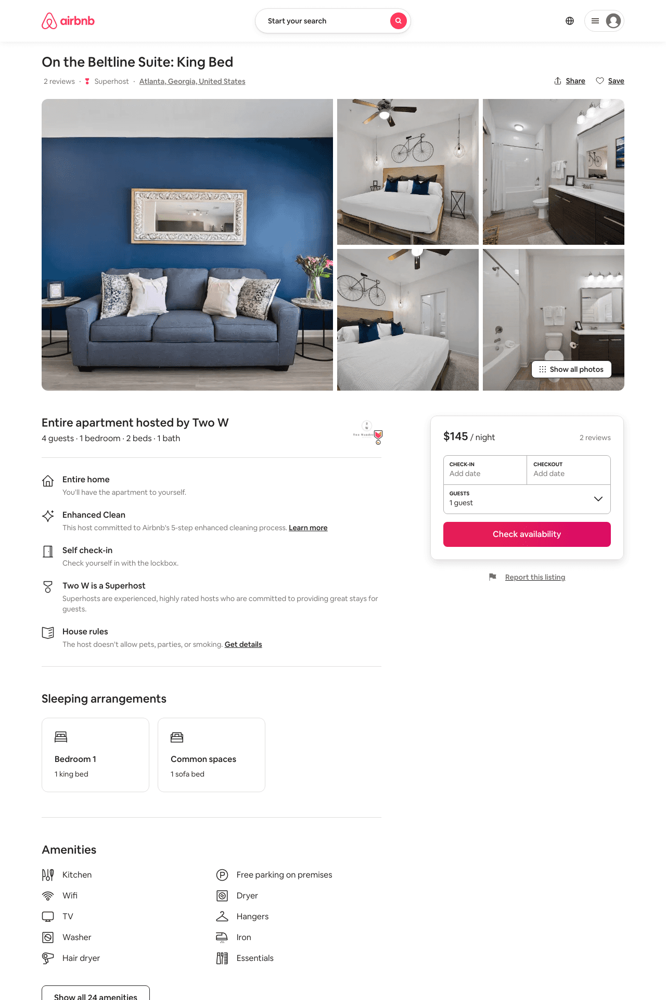 airbnb
Start your search
On the Beltline Suite: King Bed
2 reviews · Superhost · Atlanta, Georgia, United States
Share
Save
Show all photos
Entire apartment hosted by Two W
4 guests · 1 bedroom · 2 beds · 1 bath
Entire home
You'll have the apartment to yourself.
Enhanced Clean
This host committed to Airbnb's 5-step enhanced cleaning process. Learn more
Self check-in
Check yourself in with the lockbox.
Two W is a Superhost
Superhosts are experienced, highly rated hosts who are committed to providing great stays for
guests.
House rules
The host doesn't allow pets, parties, or smoking. Get details
$145 / night
2 reviews
CHECK-IN
Add date
CHECKOUT
Add date
GUESTS
1 guest
Check availability
Report this listing
Sleeping arrangements
Bedroom 1
1 king bed
Common spaces
1 sofa bed
Amenities
Kitchen
Free parking on premises
Wifi
Dryer
TV
Hangers
Washer
Iron
Hair dryer
Essentials
Show all 24 amenities